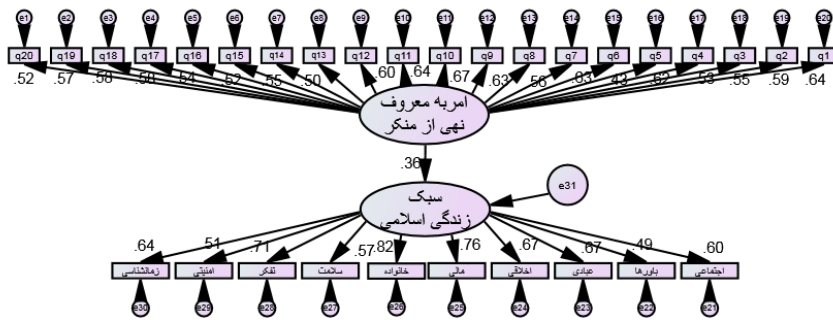 e1 e2 e3 e4 e5 e6 e7 e8 e9 e10 e12 e13 e14 e15 e16 e17 e18 e19 e20
q20 q19 q18 q17 q16 q15 q14 q13 q12 q11 q10 q9 q8 q7 q6 q5 q4 q3 q2 q1
.52 .57 .58 .58 .54 .52 .55 .50 .60 .64 .67 .63 .56 .63 .43 .62 .53 .55 .59 .64
امربه معروف
نهی از منکر
.36
سبک
زندگی اسلامی
e31
.64 .51 .71 .57 .82 .76 .67 .67 .49 .60
زمانشناسی امنیتی تفکر سلامت خانواده مالی اخلاقی عبادی باورها اجتماعی
e30 e29 e28 e27 e26 e25 e24 e23 e22 e21